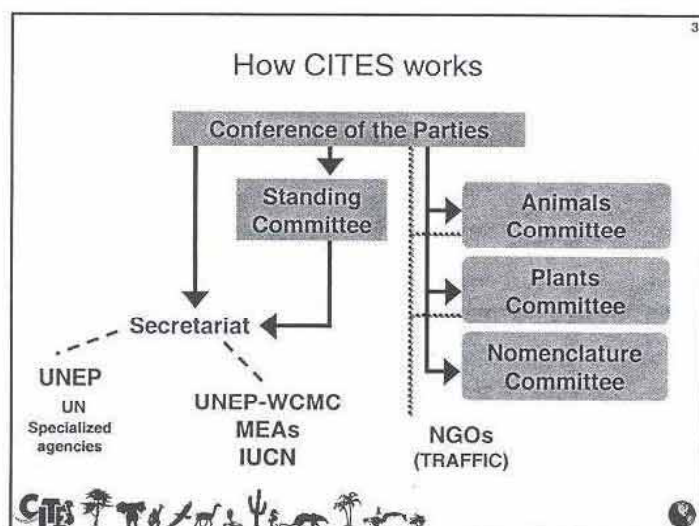 3
How CITES works
Conference of the Parties
Standing
Committee
Animals
Committee
Plants
Committee
Nomenclature
Committee
Secretariat
UNEP
UN
Specialized
agencies
UNEP-WCMC
MEAs
IUCN
NGOs
(TRAFFIC)
CITES